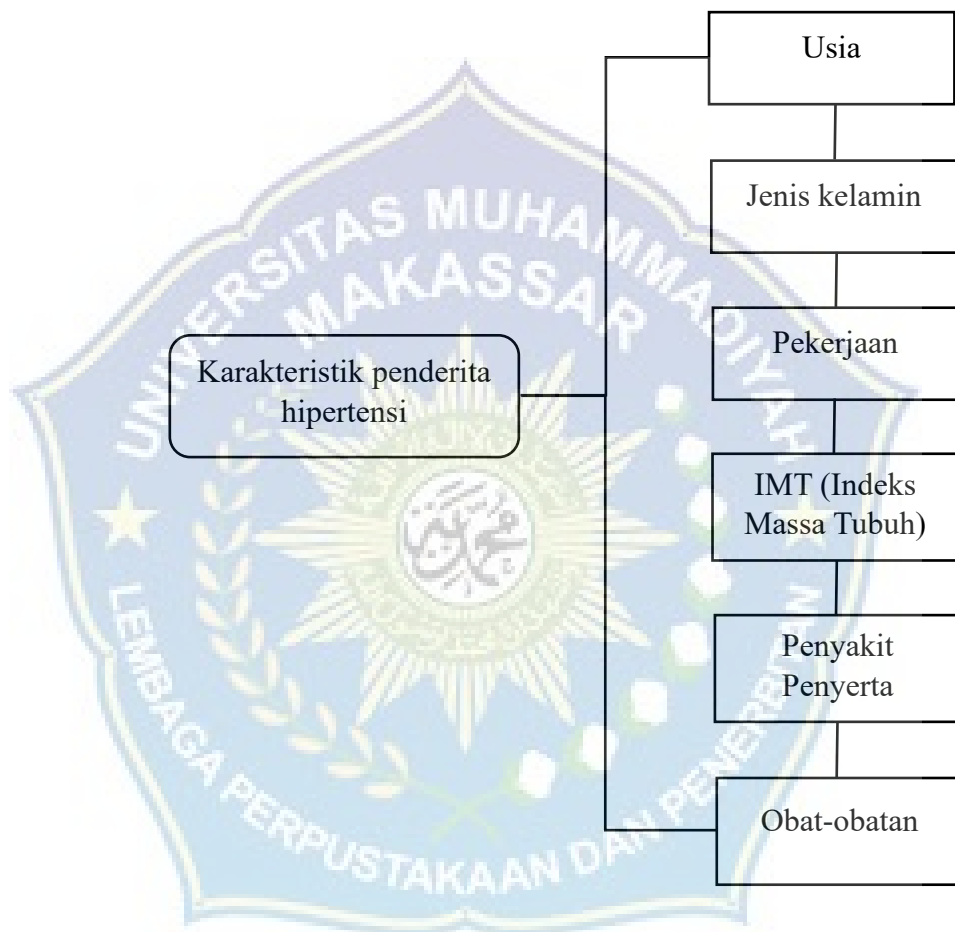 Usia
Jenis kelamin
Pekerjaan
Karakteristik penderita
hipertensi
IMT (Indeks
Massa Tubuh)
Penyakit
Penyerta
Obat-obatan
UNIVERSITAS MUHAMMADIYAH
MAKASSAR
LEMBAGA PERPUSTAKAAN DAN PENERBITAN